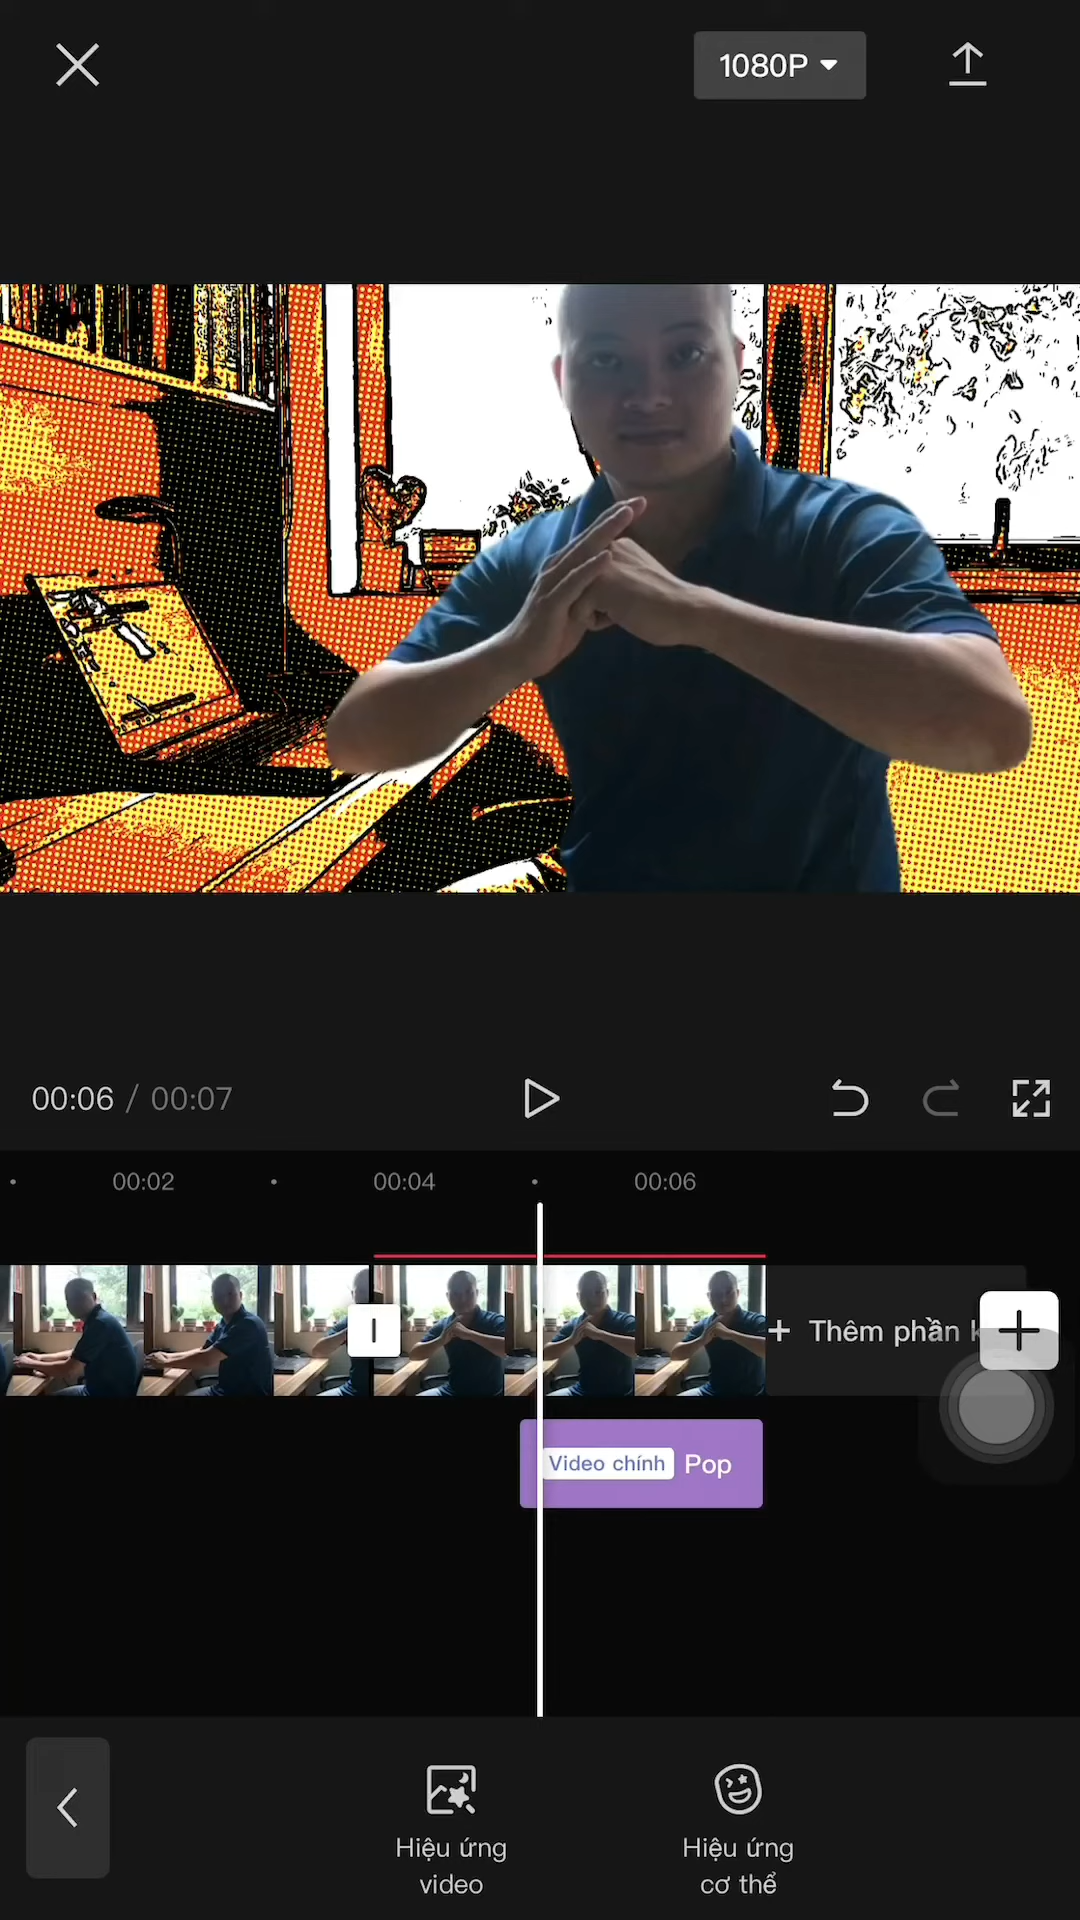 1080P
00:06 / 00:07
00:02
00:04
00:06
Thêm phần
Video chính
Pop
Hiệu ứng
video
Hiệu ứng
cơ thể